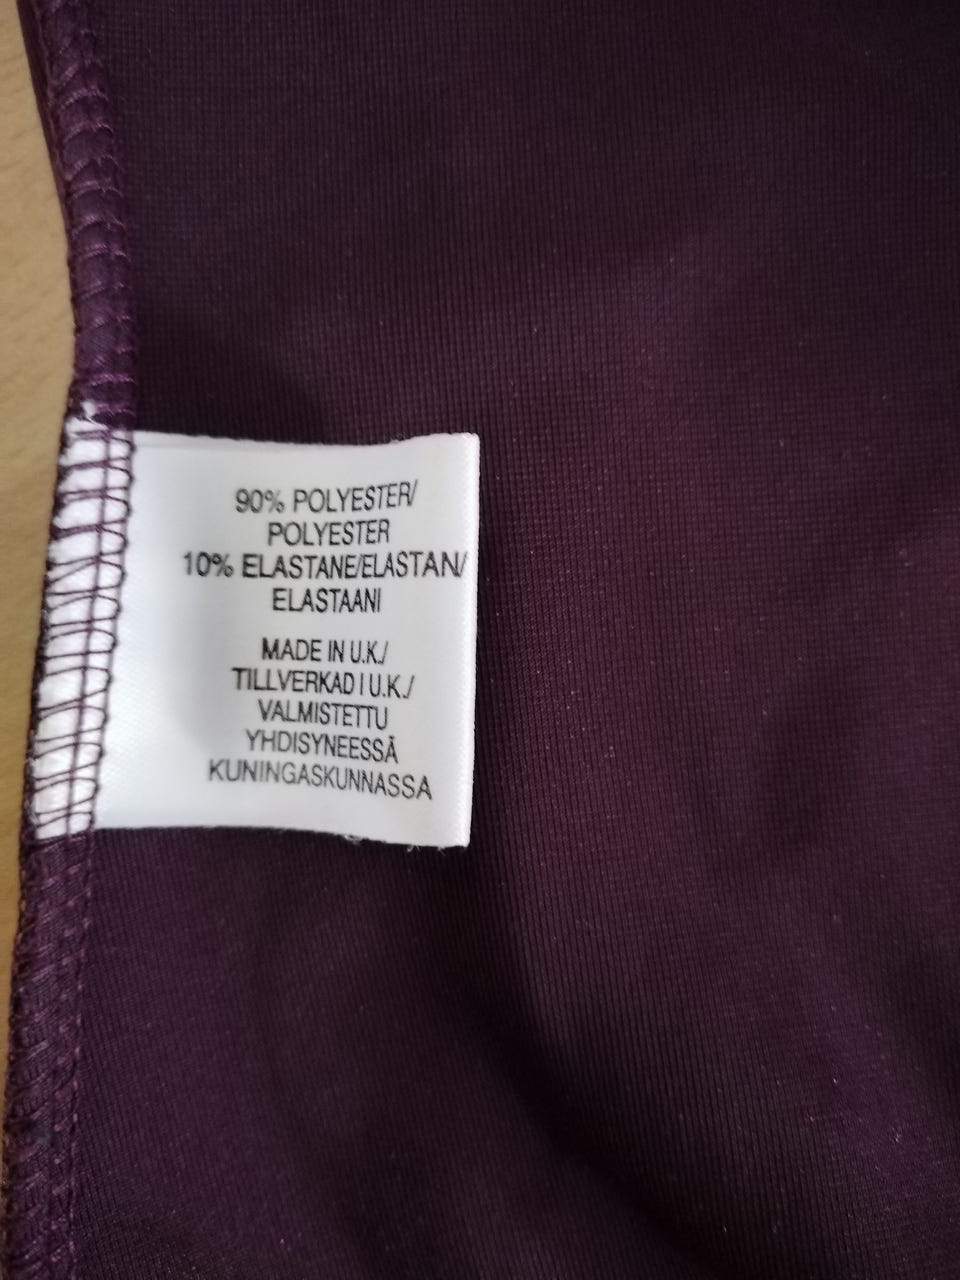 90% POLYESTER/
POLYESTER
10% ELASTANE/ELASTAN/
ELASTAANI
MADE IN U.K./
TILLVERKAD I U.K./
VALMISTETTU
YHDISYNEESSÄ
KUNINGASKUNNASSA